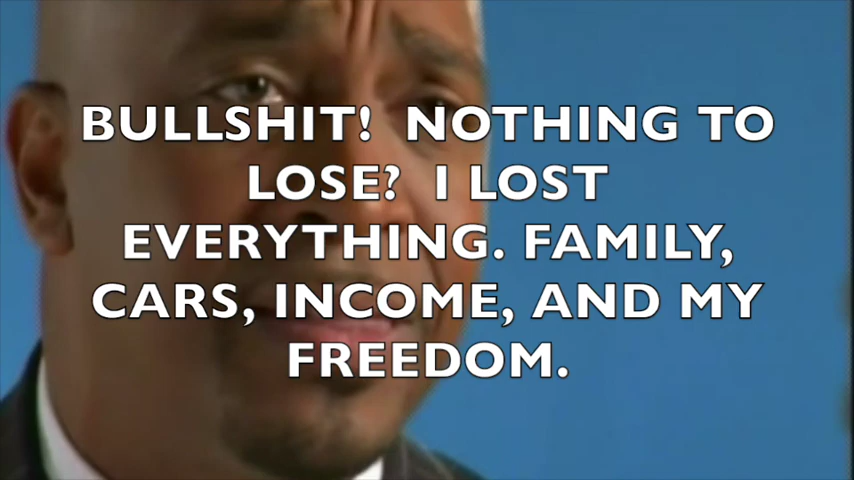 BULLSHIT!  NOTHING TO
LOSE?  I LOST
EVERYTHING. FAMILY,
CARS, INCOME, AND MY
FREEDOM.